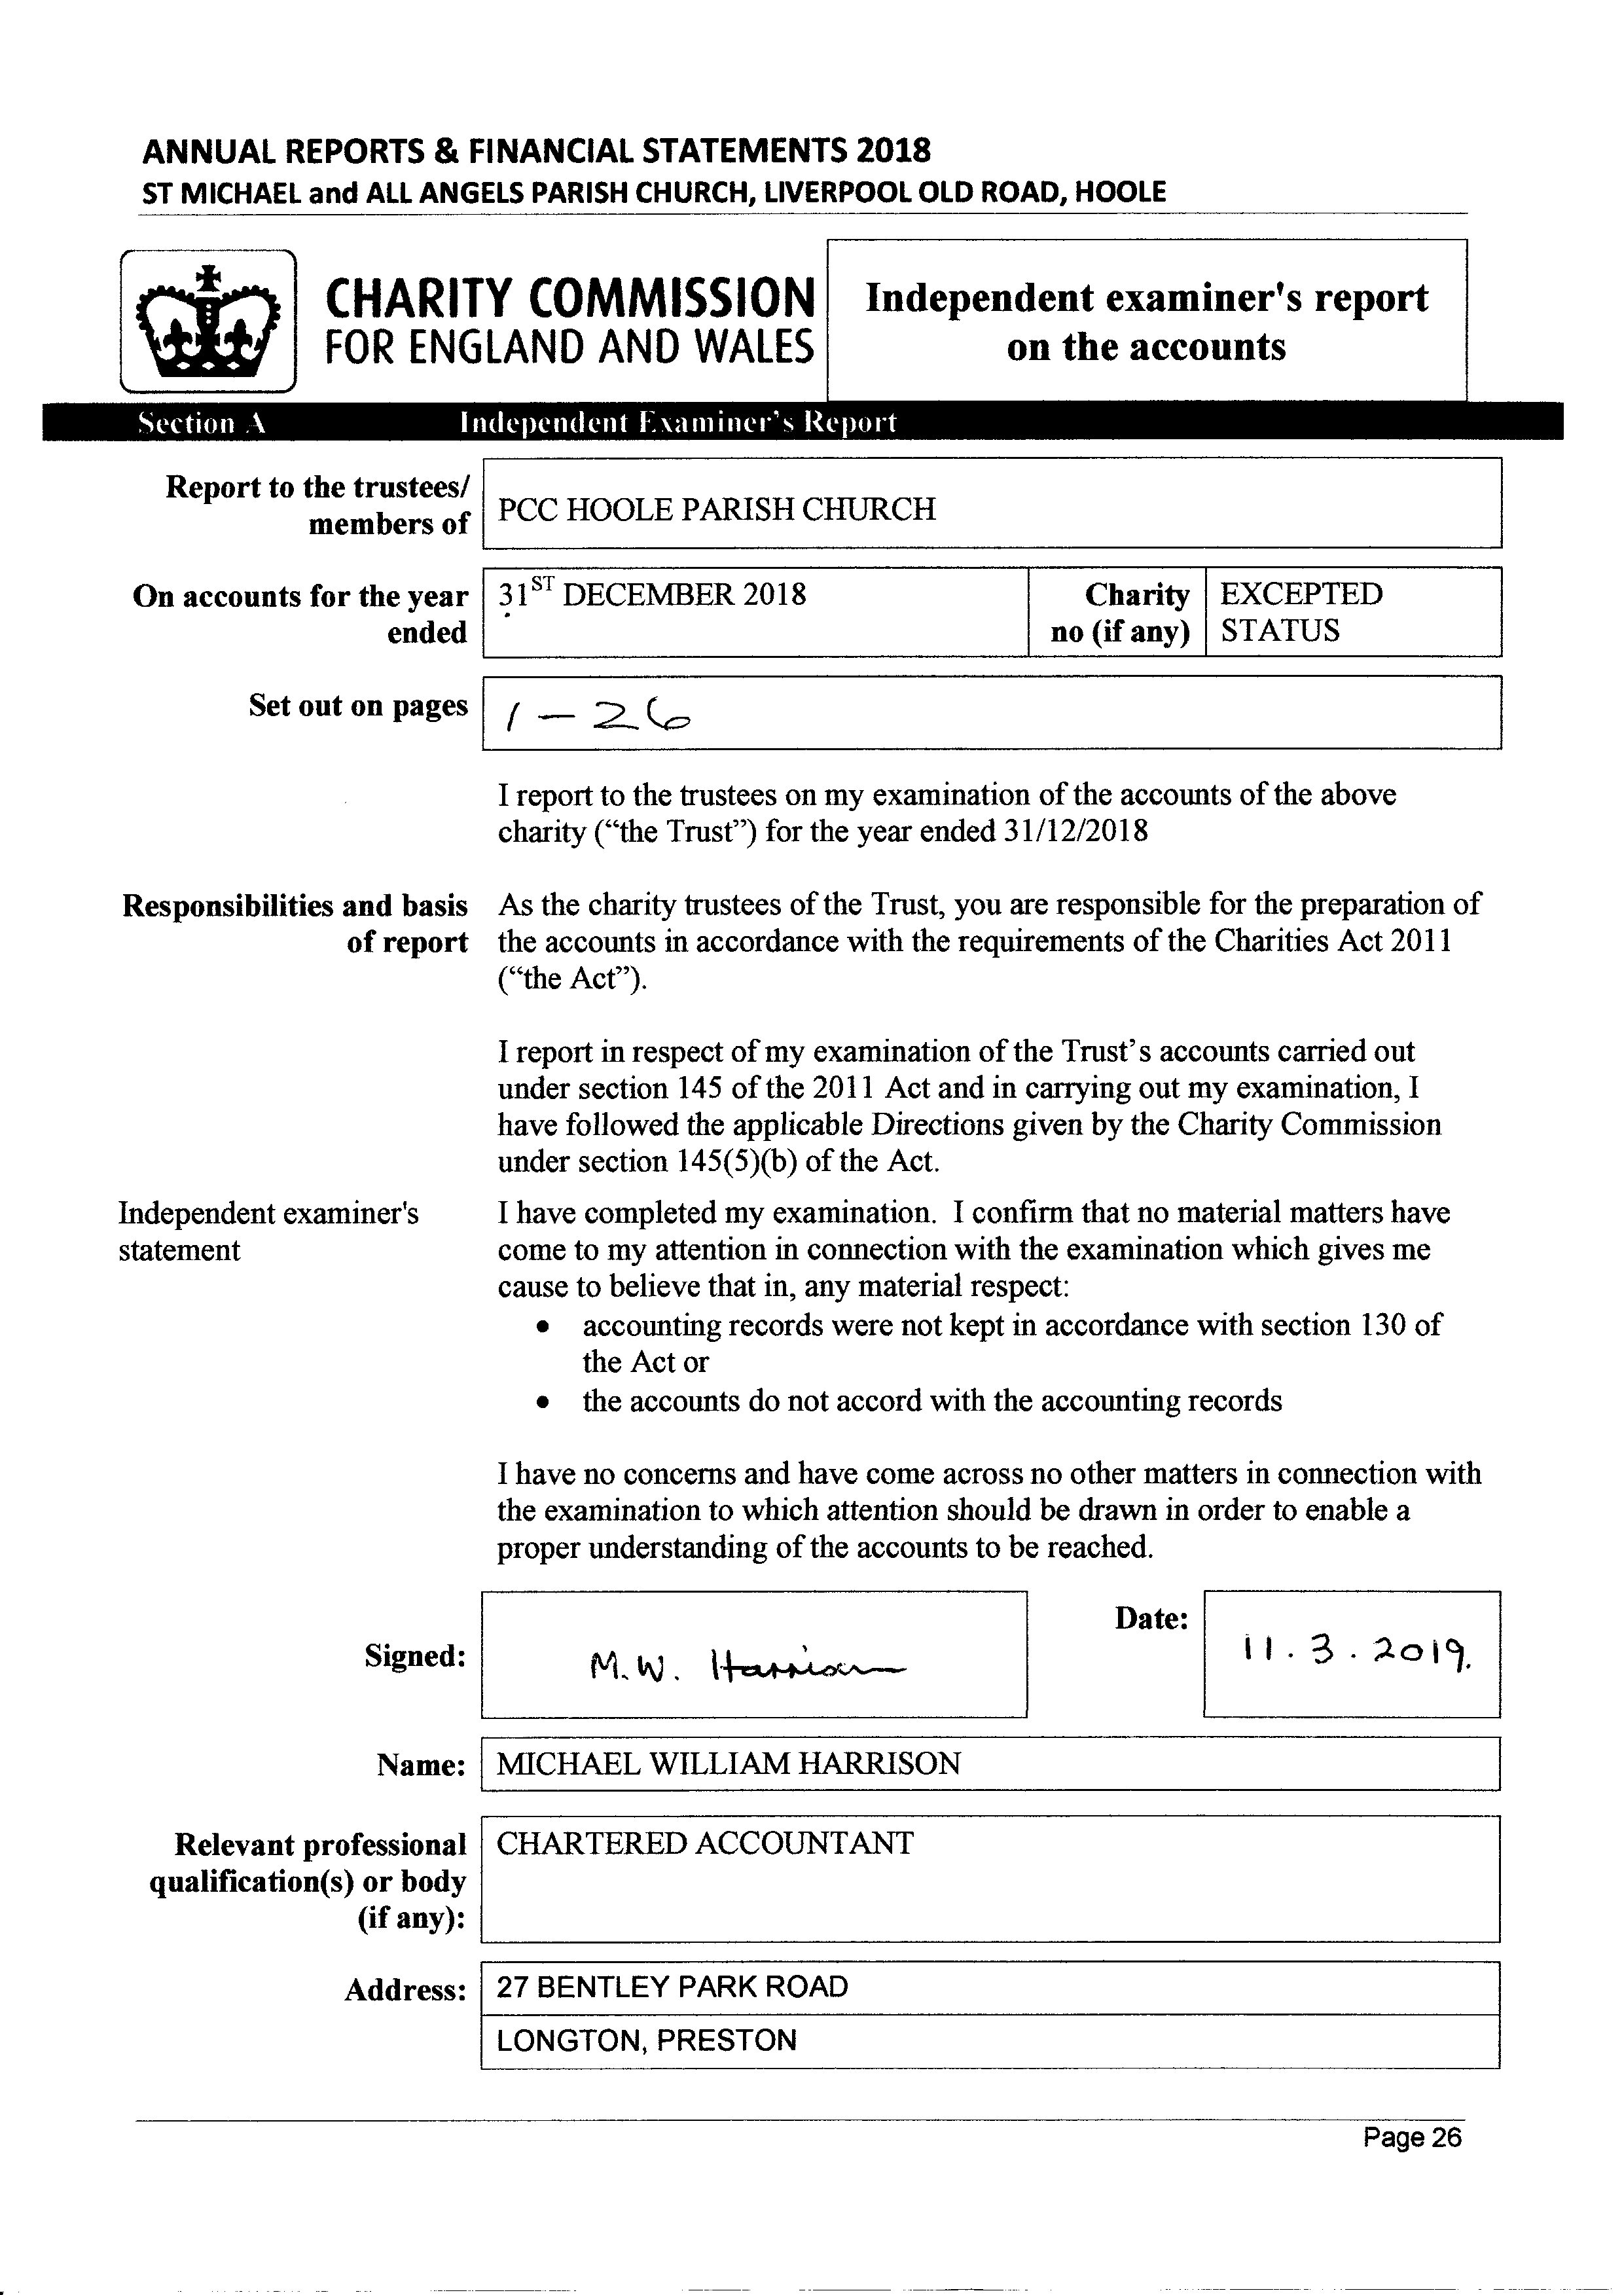 ANNUAL REPORTS & FINANCIAL STATEMENTS 2018
ST MICHAEL and ALL ANGELS PARISH CHURCH, LIVERPOOL OLD ROAD, HOOLE
CHARITY COMMISSION
FOR ENGLAND AND WALES
Independent examiner's report
on the accounts
Section A Independent Examiner's Report
Report to the trustees/
members of
PCC HOOLE PARISH CHURCH
On accounts for the year
ended
31ST DECEMBER 2018
Charity
no (if any)
EXCEPTED
STATUS
Set out on pages
1 – 26
I report to the trustees on my examination of the accounts of the above
charity (“the Trust”) for the year ended 31/12/2018
Responsibilities and basis
of report
As the charity trustees of the Trust, you are responsible for the preparation of
the accounts in accordance with the requirements of the Charities Act 2011
(“the Act”).
I report in respect of my examination of the Trust’s accounts carried out
under section 145 of the 2011 Act and in carrying out my examination, I
have followed the applicable Directions given by the Charity Commission
under section 145(5)(b) of the Act.
Independent examiner's
statement
I have completed my examination. I confirm that no material matters have
come to my attention in connection with the examination which gives me
cause to believe that in, any material respect:
• accounting records were not kept in accordance with section 130 of
the Act or
• the accounts do not accord with the accounting records
I have no concerns and have come across no other matters in connection with
the examination to which attention should be drawn in order to enable a
proper understanding of the accounts to be reached.
Signed:
M.W. Harrison
Date:
11.3.2019.
Name:
MICHAEL WILLIAM HARRISON
Relevant professional
qualification(s) or body
(if any):
CHARTERED ACCOUNTANT
Address:
27 BENTLEY PARK ROAD
LONGTON, PRESTON
Page 26